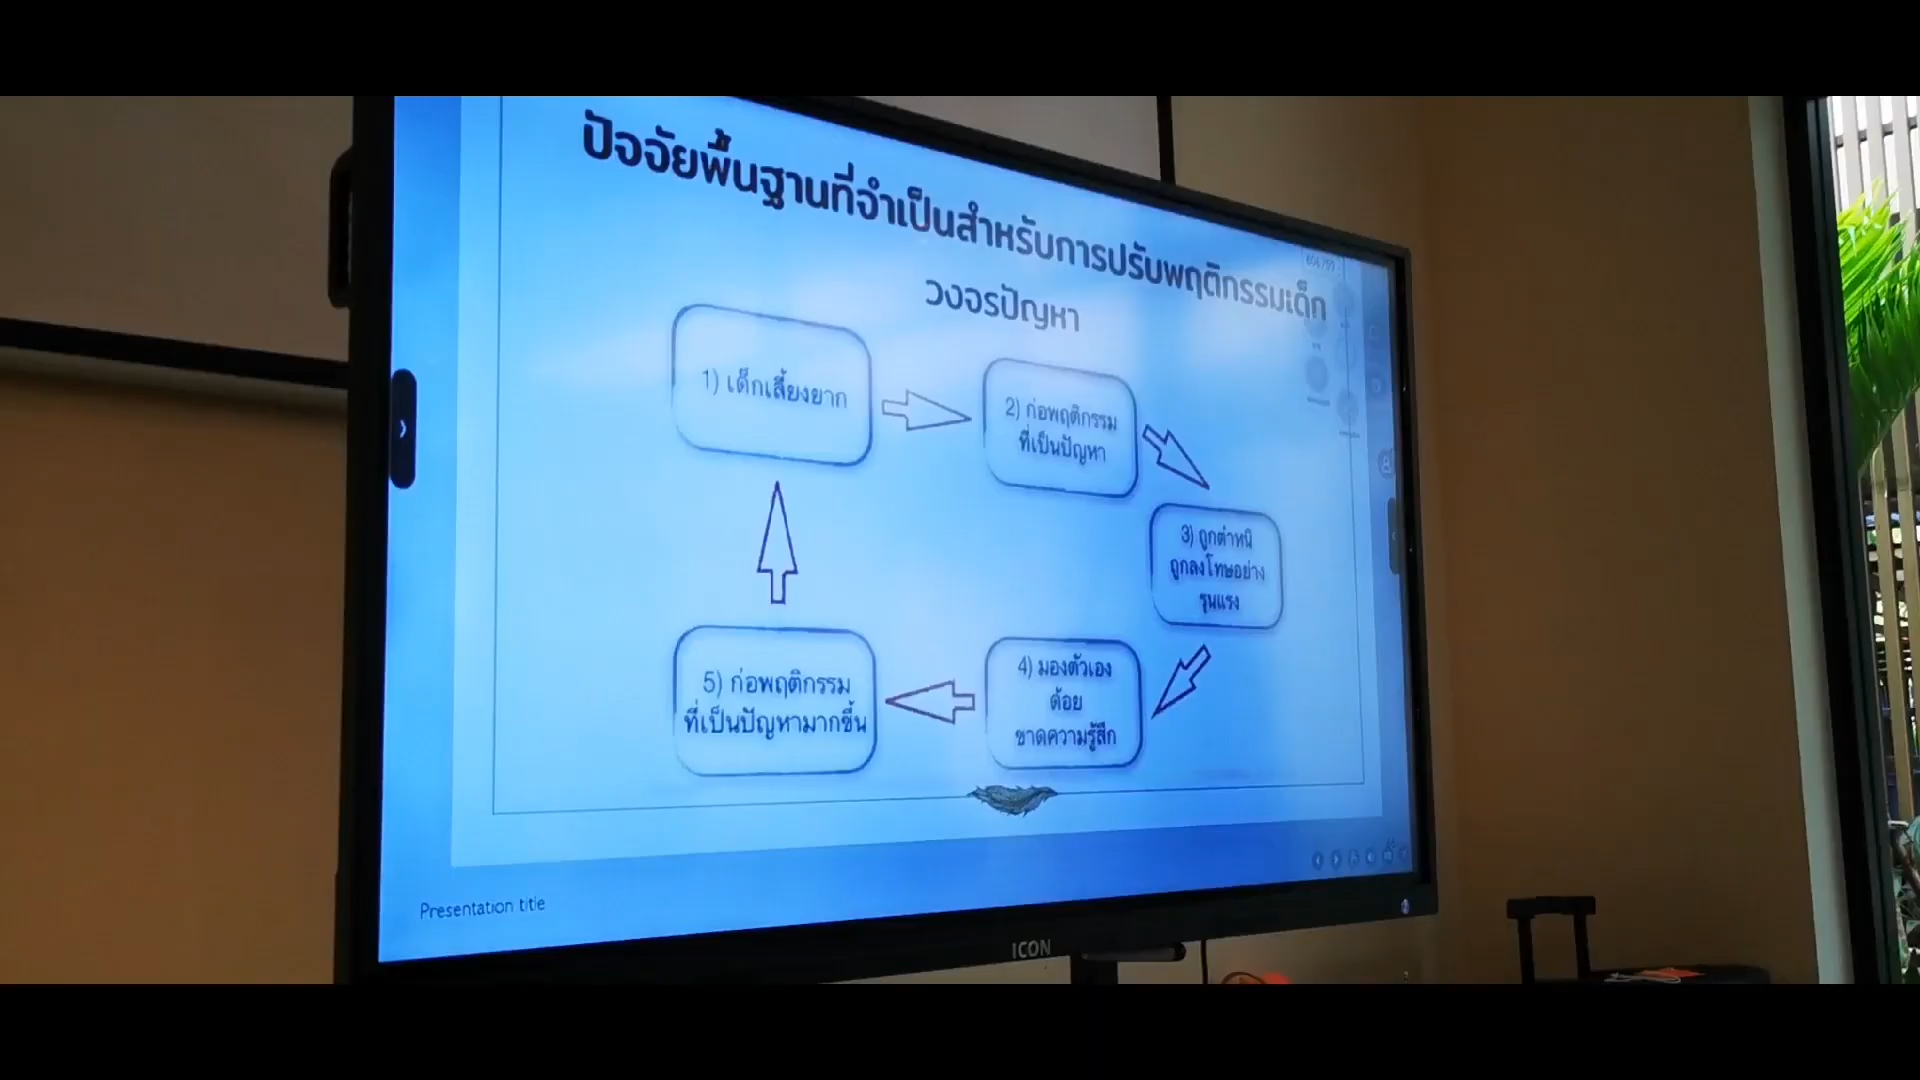 ปัจจัยพื้นฐานที่จำเป็นสำหรับการปรับพฤติกรรมเด็ก
วงจรปัญหา
1) เด็กเลี้ยงยาก
2) ก่อพฤติกรรม
ที่เป็นปัญหา
3) ถูกตำหนิ
ถูกลงโทษอย่าง
รุนแรง
4) มองตัวเอง
ด้อย
ขาดความรู้สึก
5) ก่อพฤติกรรม
ที่เป็นปัญหามากขึ้น
Presentation title
ICON